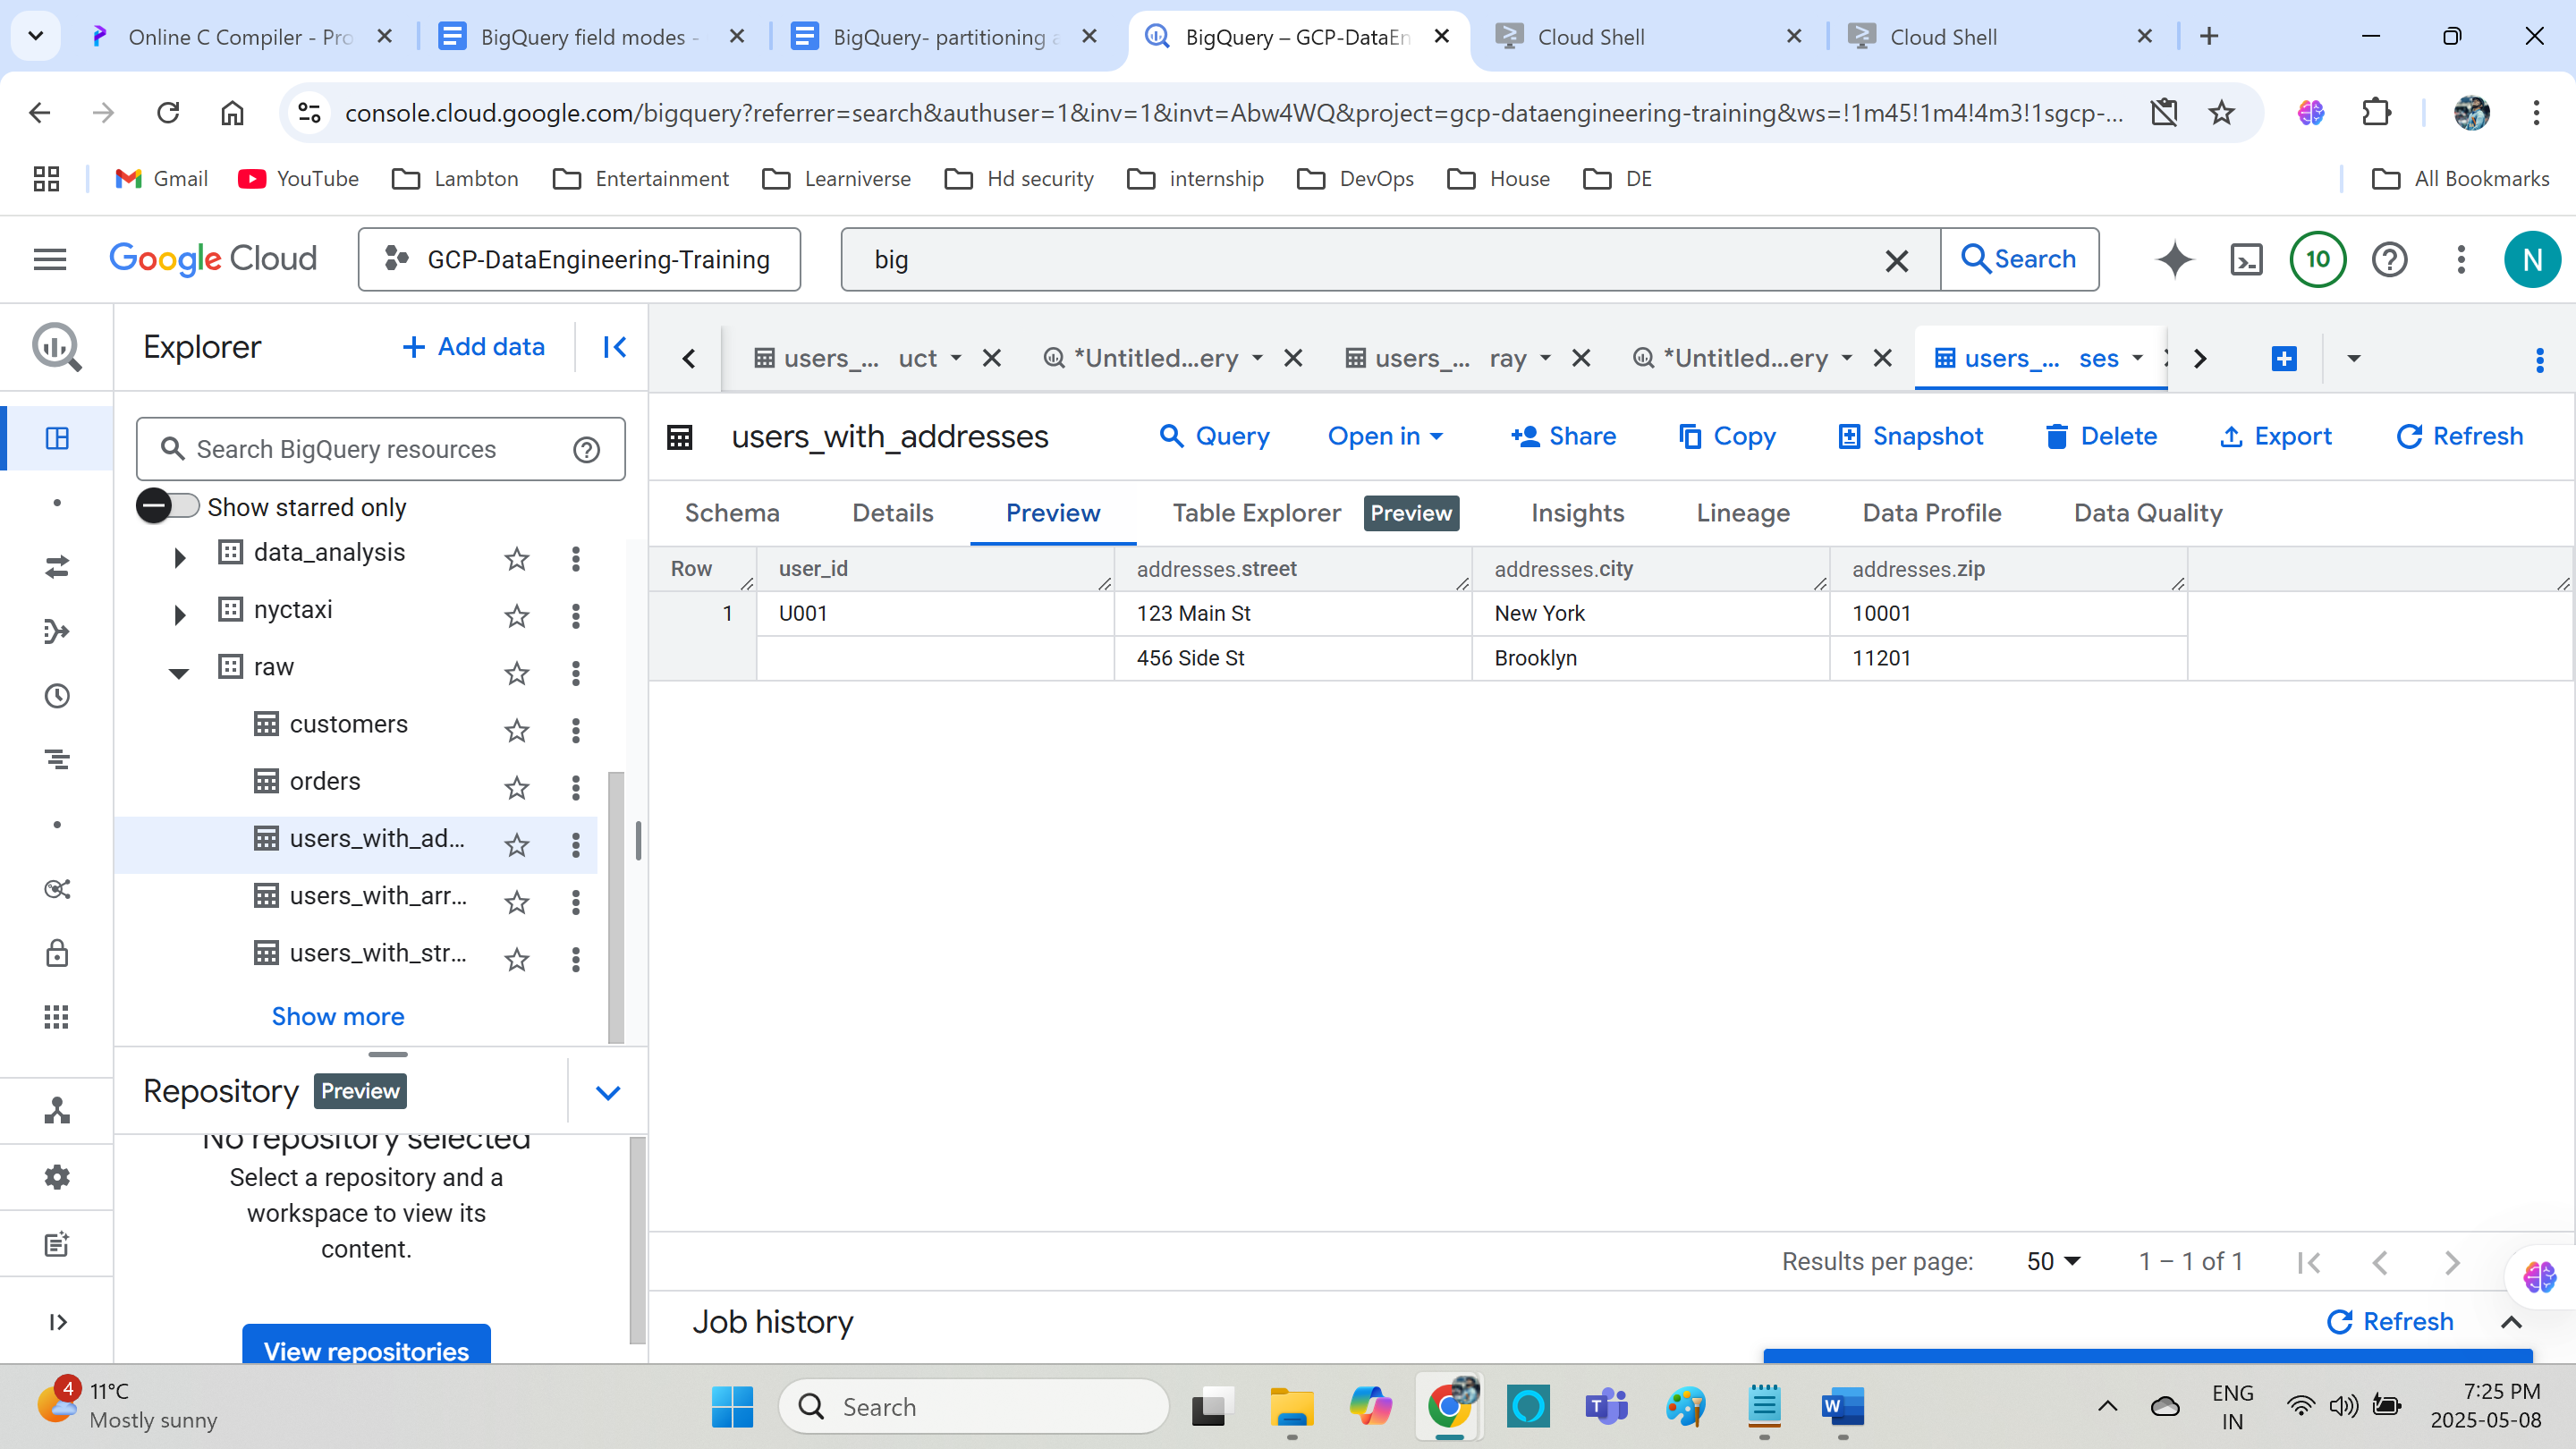 Online C Compiler - Pro
BigQuery field modes -
BigQuery- partitioning a
BigQuery – GCP-DataEn
Cloud Shell
Cloud Shell
console.cloud.google.com/bigquery?referrer=search&authuser=1&inv=1&invt=Abw4WQ&project=gcp-dataengineering-training&ws=!1m45!1m4!4m3!1sgcp-...
Gmail
YouTube
Lambton
Entertainment
Learniverse
Hd security
internship
DevOps
House
DE
All Bookmarks
Google Cloud
GCP-DataEngineering-Training
big
Search
10
N
Explorer
+ Add data
users_... uct
*Untitled...ery
users_... ray
*Untitled...ery
users_... ses
Search BigQuery resources
Show starred only
data_analysis
nyctaxi
raw
customers
orders
users_with_ad...
users_with_arr...
users_with_str...
Show more
Repository Preview
No repository selected
Select a repository and a
workspace to view its
content.
View repositories
users_with_addresses
Query
Open in
Share
Copy
Snapshot
Delete
Export
Refresh
Schema
Details
Preview
Table Explorer Preview
Insights
Lineage
Data Profile
Data Quality
Row user_id addresses.street addresses.city addresses.zip
1 U001 123 Main St New York 10001
456 Side St Brooklyn 11201
Results per page: 50 1 – 1 of 1
Job history
Refresh
4
11°C
Mostly sunny
Search
ENG
IN
7:25 PM
2025-05-08